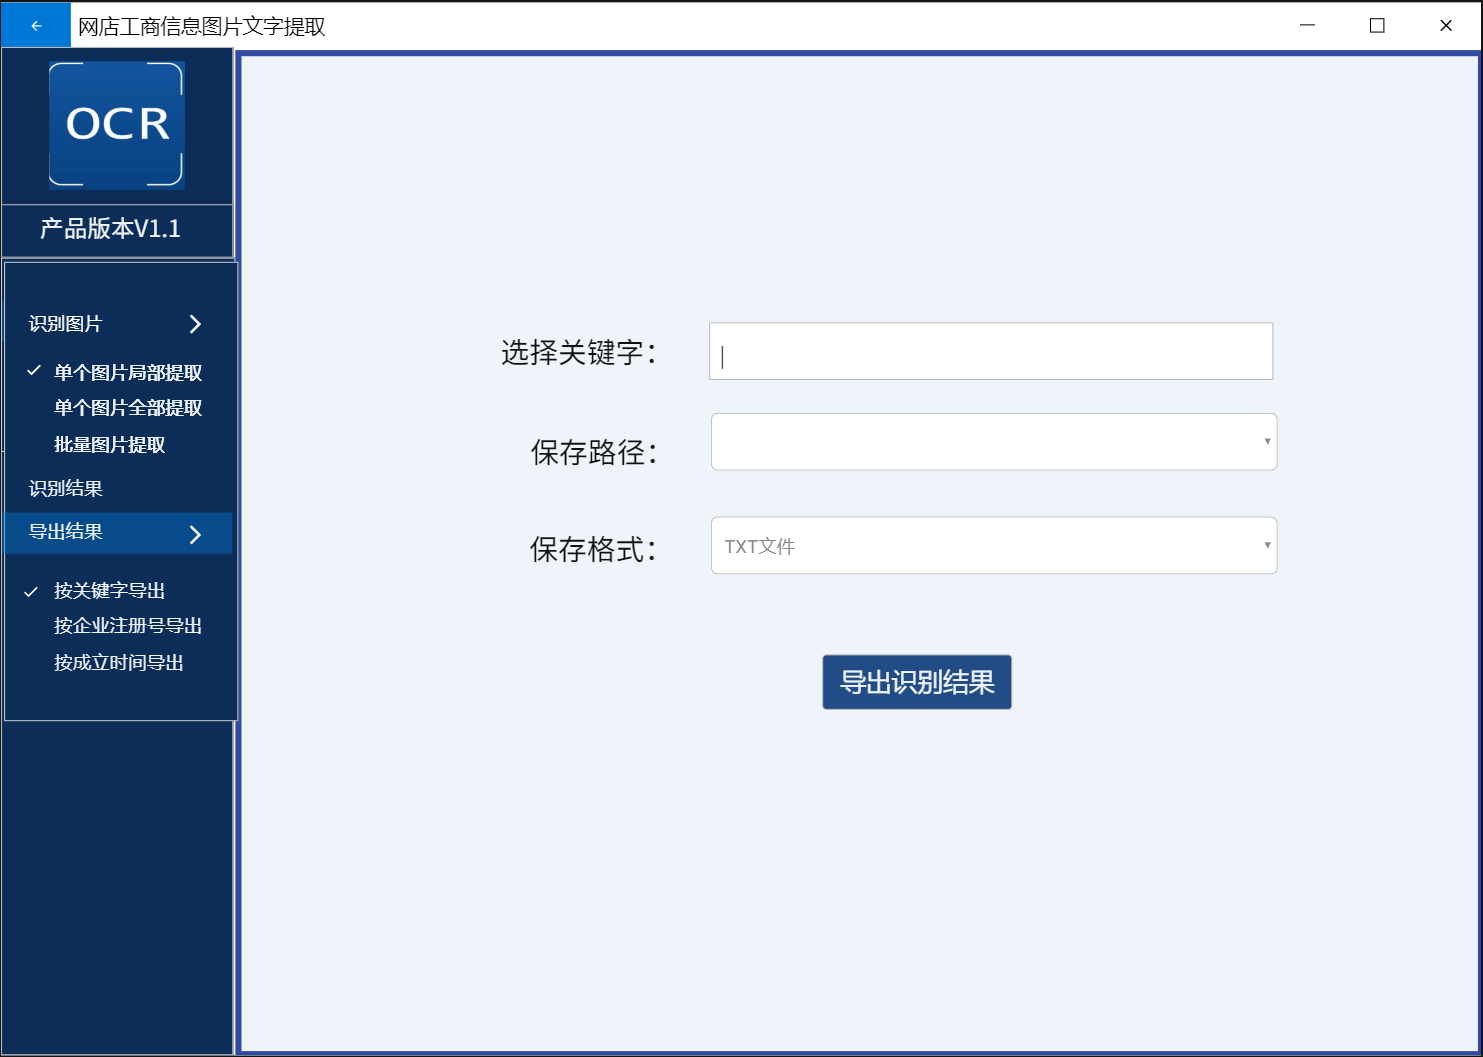 网店工商信息图片文字提取
OCR
产品版本V1.1
识别图片
单个图片局部提取
单个图片全部提取
批量图片提取
识别结果
导出结果
按关键字导出
按企业注册号导出
按成立时间导出
选择关键字：
保存路径：
保存格式：
TXT文件
导出识别结果